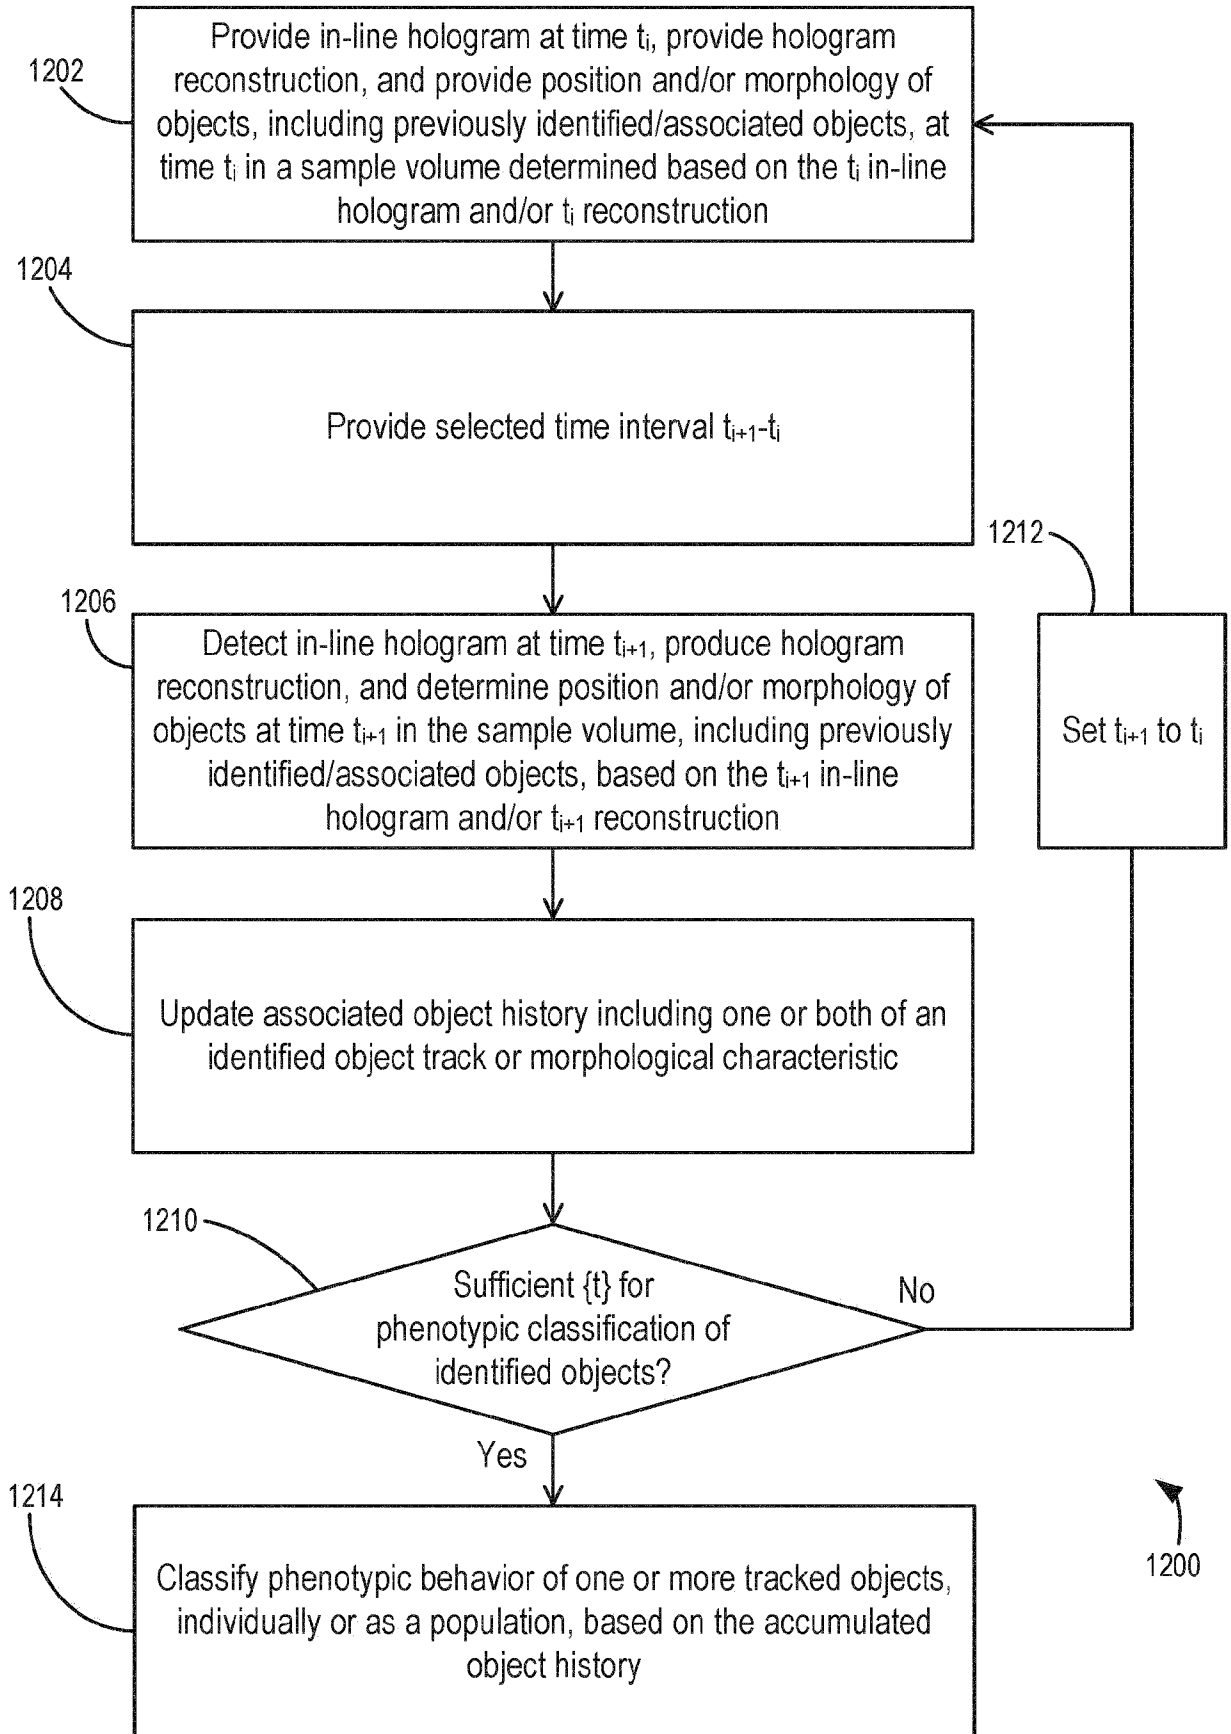 1202
Provide in-line hologram at time tᵢ, provide hologram
reconstruction, and provide position and/or morphology of
objects, including previously identified/associated objects, at
time tᵢ in a sample volume determined based on the tᵢ in-line
hologram and/or tᵢ reconstruction
1204
Provide selected time interval tᵢ₊₁-tᵢ
1206
Detect in-line hologram at time tᵢ₊₁, produce hologram
reconstruction, and determine position and/or morphology of
objects at time tᵢ₊₁ in the sample volume, including previously
identified/associated objects, based on the tᵢ₊₁ in-line
hologram and/or tᵢ₊₁ reconstruction
1212
Set tᵢ₊₁ to tᵢ
1208
Update associated object history including one or both of an
identified object track or morphological characteristic
1210
Sufficient {t} for
phenotypic classification of
identified objects?
No
Yes
1214
Classify phenotypic behavior of one or more tracked objects,
individually or as a population, based on the accumulated
object history
1200